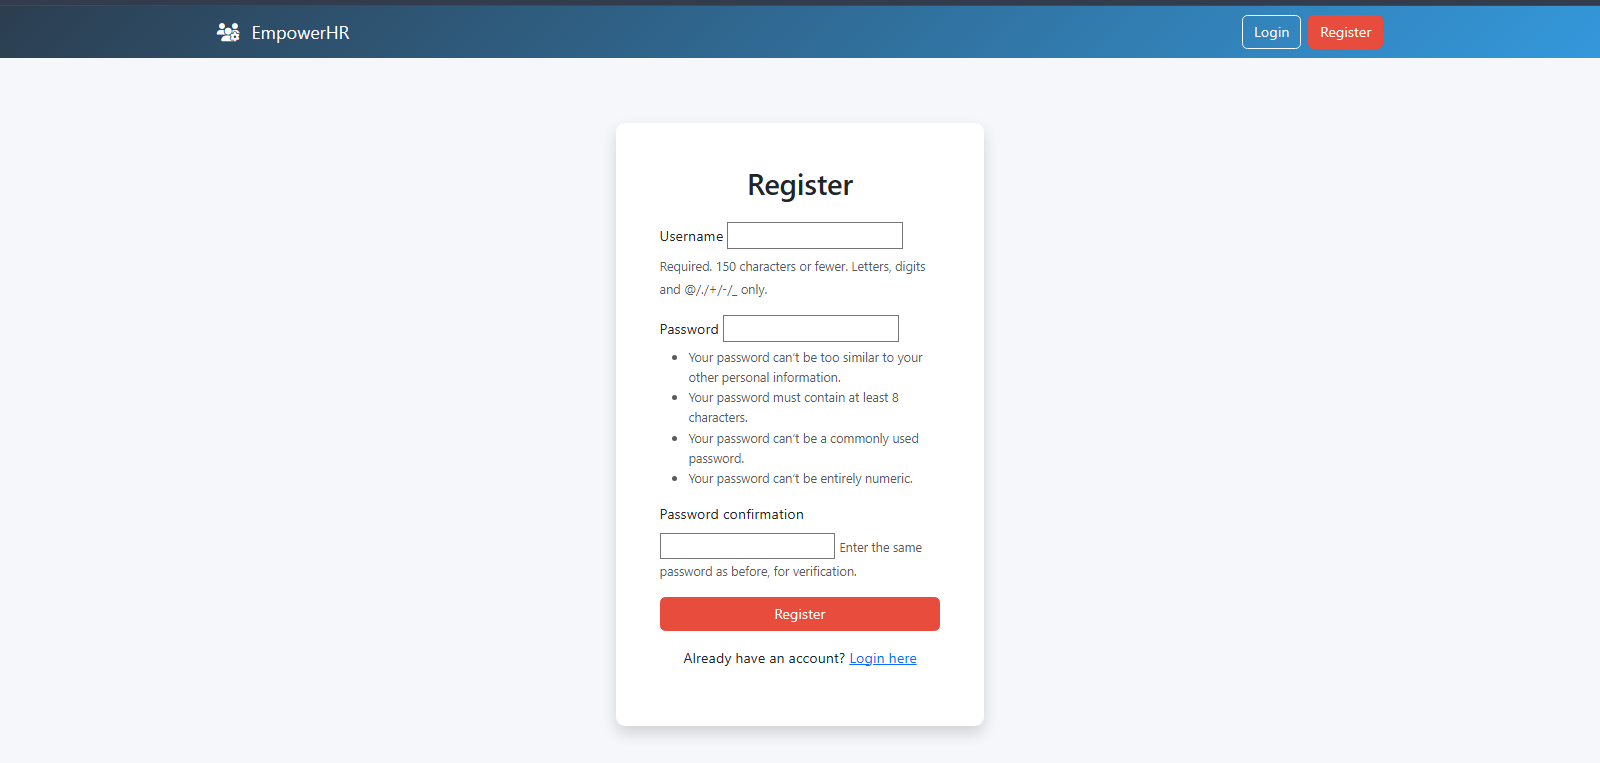 EmpowerHR
Login
Register
Register
Username
Required. 150 characters or fewer. Letters, digits
and @/./+/-/_ only.
Password
Your password can’t be too similar to your
other personal information.
Your password must contain at least 8
characters.
Your password can’t be a commonly used
password.
Your password can’t be entirely numeric.
Password confirmation
Enter the same
password as before, for verification.
Register
Already have an account? Login here